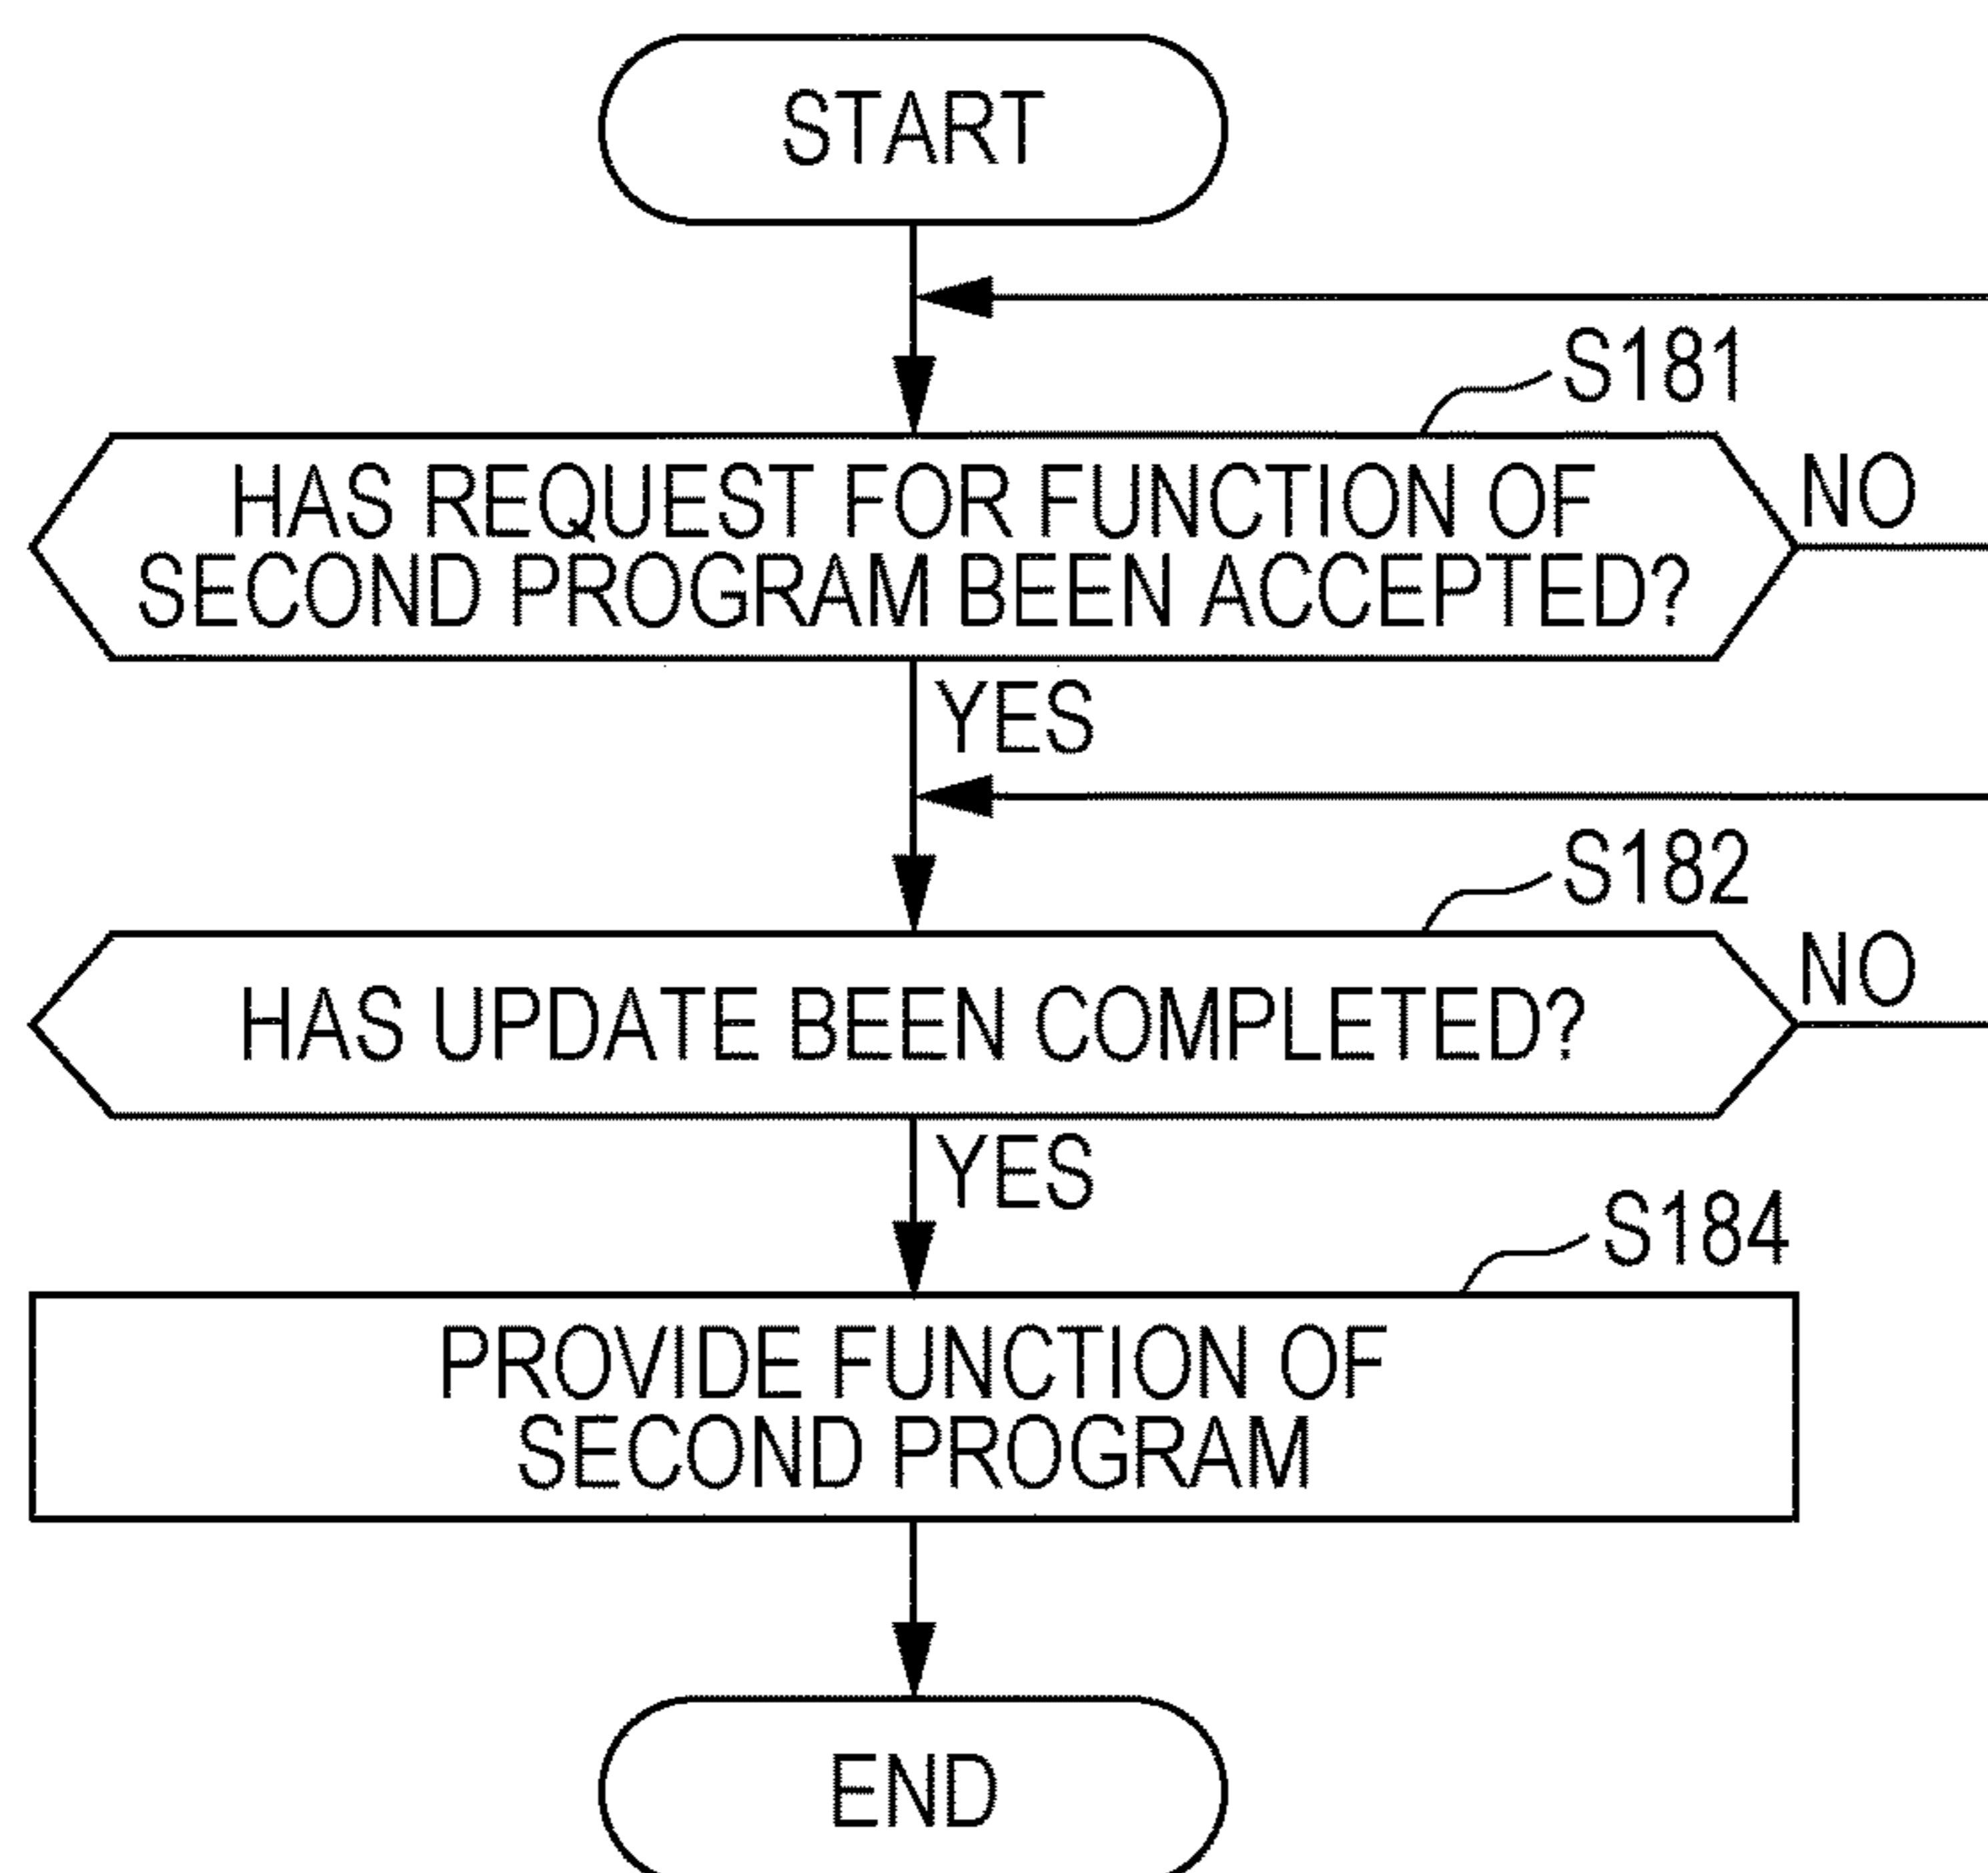 START
S181
HAS REQUEST FOR FUNCTION OF
SECOND PROGRAM BEEN ACCEPTED?
NO
YES
S182
HAS UPDATE BEEN COMPLETED?
NO
YES
S184
PROVIDE FUNCTION OF
SECOND PROGRAM
END